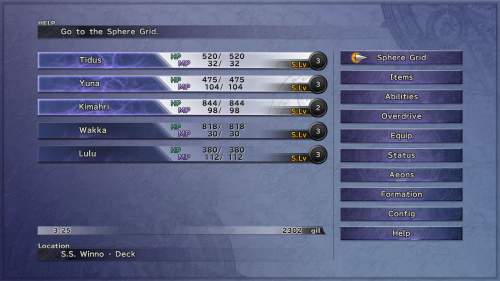 HELP
Go to the Sphere Grid.
Tidus HP 520/ 520 MP 32/ 32 S.Lv 3
Yuna HP 475/ 475 MP 104/ 104 S.Lv 3
Kimahri HP 844/ 844 MP 98/ 98 S.Lv 2
Wakka HP 818/ 818 MP 30/ 30 S.Lv 3
Lulu HP 380/ 380 MP 112/ 112 S.Lv 3
Sphere Grid
Items
Abilities
Overdrive
Equip
Status
Aeons
Formation
Config
Help
3:25 2302 gil
Location
S.S. Winno - Deck